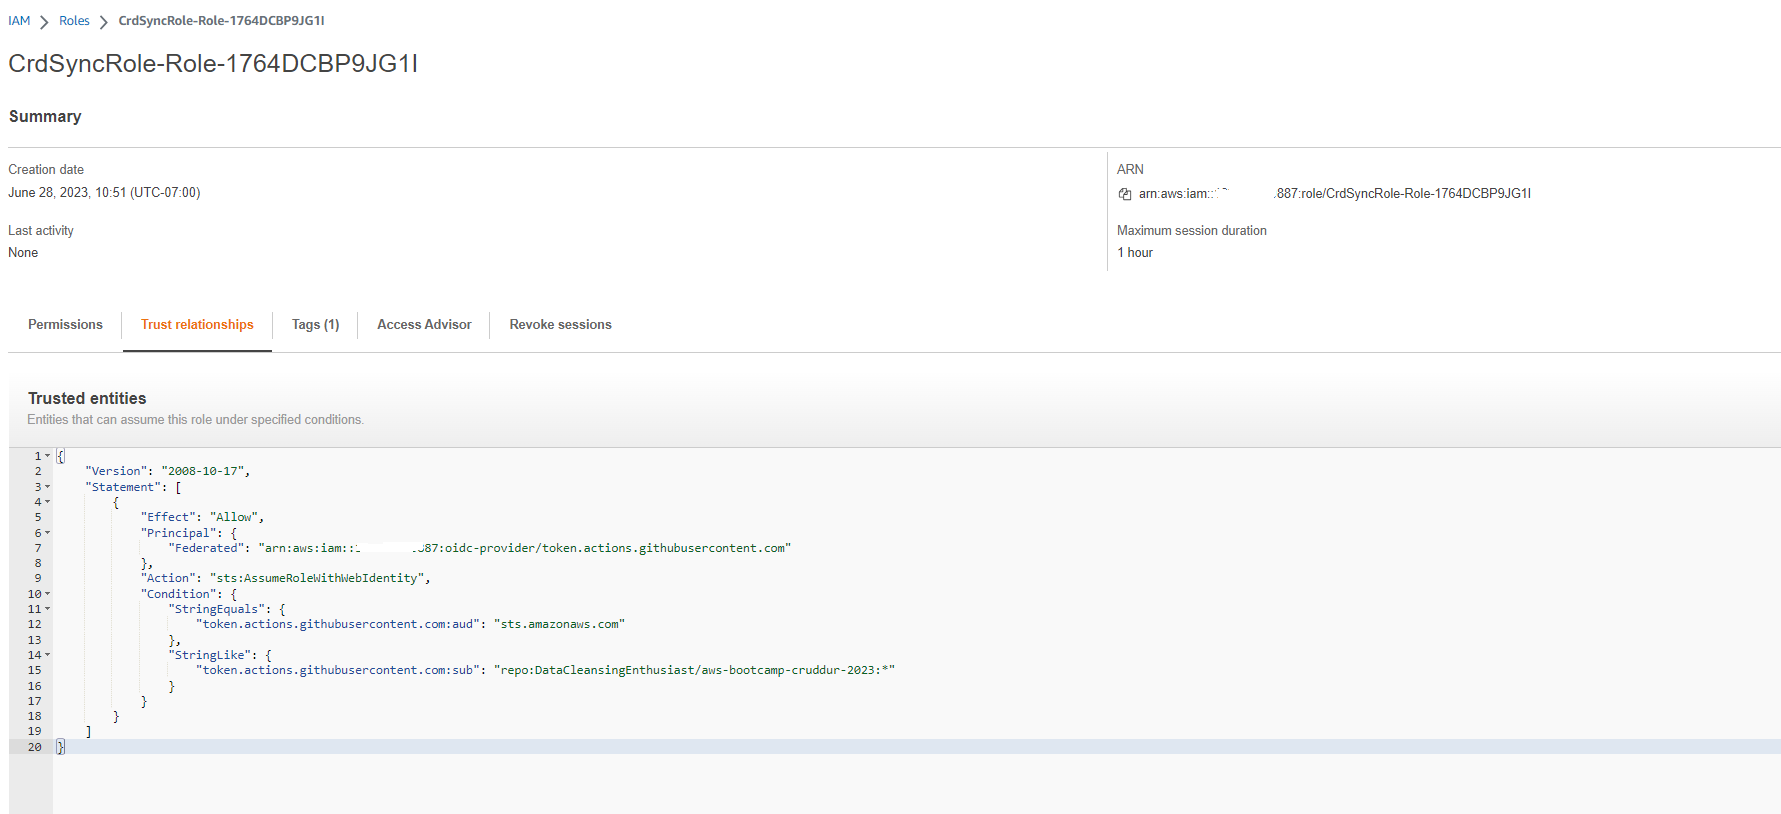 IAM > Roles > CrdSyncRole-Role-1764DCBP9JG1I
CrdSyncRole-Role-1764DCBP9JG1I
Summary
Creation date
June 28, 2023, 10:51 (UTC-07:00)
ARN
arn:aws:iam:: 887:role/CrdSyncRole-Role-1764DCBP9JG1I
Last activity
None
Maximum session duration
1 hour
Permissions Trust relationships Tags (1) Access Advisor Revoke sessions
Trusted entities
Entities that can assume this role under specified conditions.
1 {
2 "Version": "2008-10-17",
3 "Statement": [
4 {
5 "Effect": "Allow",
6 "Principal": {
7 "Federated": "arn:aws:iam:: 887:oidc-provider/token.actions.githubusercontent.com"
8 },
9 "Action": "sts:AssumeRoleWithWebIdentity",
10 "Condition": {
11 "StringEquals": {
12 "token.actions.githubusercontent.com:aud": "sts.amazonaws.com"
13 },
14 "StringLike": {
15 "token.actions.githubusercontent.com:sub": "repo:DataCleansingEnthusiast/aws-bootcamp-cruddur-2023:*"
16 }
17 }
18 }
19 ]
20 }